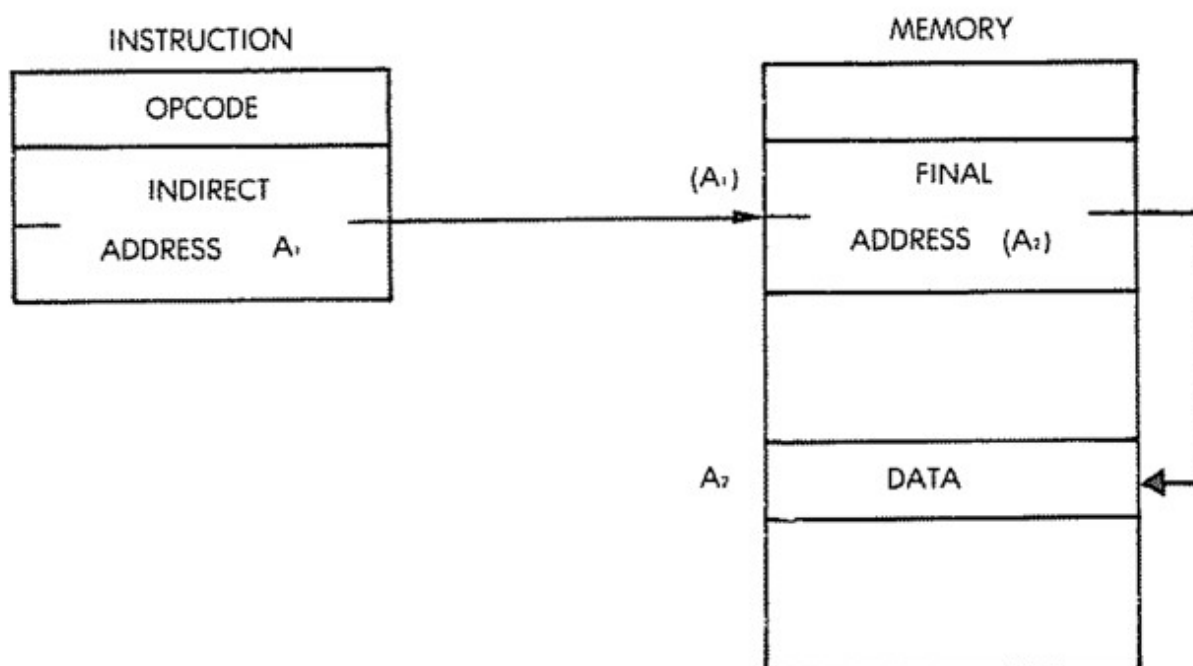 INSTRUCTION
OPCODE
INDIRECT
ADDRESS A₁
MEMORY
(A₁)
FINAL
ADDRESS (A₂)
A₂
DATA